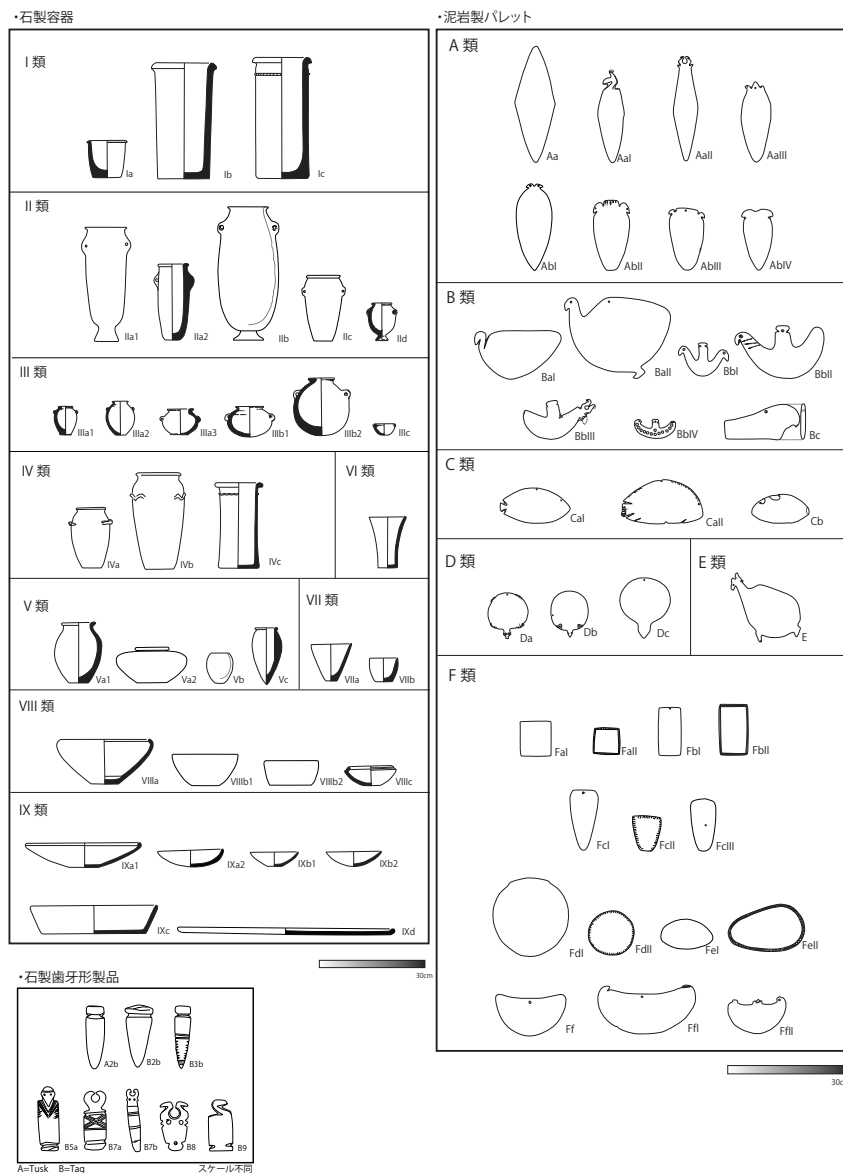 ・石製容器
I 類
Ia Ib Ic
II 類
IIa1 IIa2 IIb IIc IId
III 類
IIIa1 IIIa2 IIIa3 IIIb1 IIIb2 IIIc
IV 類
IVa IVb IVc
VI 類
V 類
Va1 Va2 Vb Vc
VII 類
VIIa VIIb
VIII 類
VIIIa VIIIb1 VIIIb2 VIIIc
IX 類
IXa1 IXa2 IXb1 IXb2
IXc IXd
30cm
・石製歯牙形製品
A2b B2b B3b
B5a B7a B7b B8 B9
A=Tusk B=Tag スケール不同
・泥岩製パレット
A 類
Aa AaI AaII AaIII
AbI AbII AbIII AbIV
B 類
BaI BaII BbI BbII
BbIII BbIV Bc
C 類
CaI CaII Cb
D 類
Da Db Dc
E 類
E
F 類
FaI FaII FbI FbII
FcI FcII FcIII
FdI FdII FeI FeII
Ff FfI FfII
30c